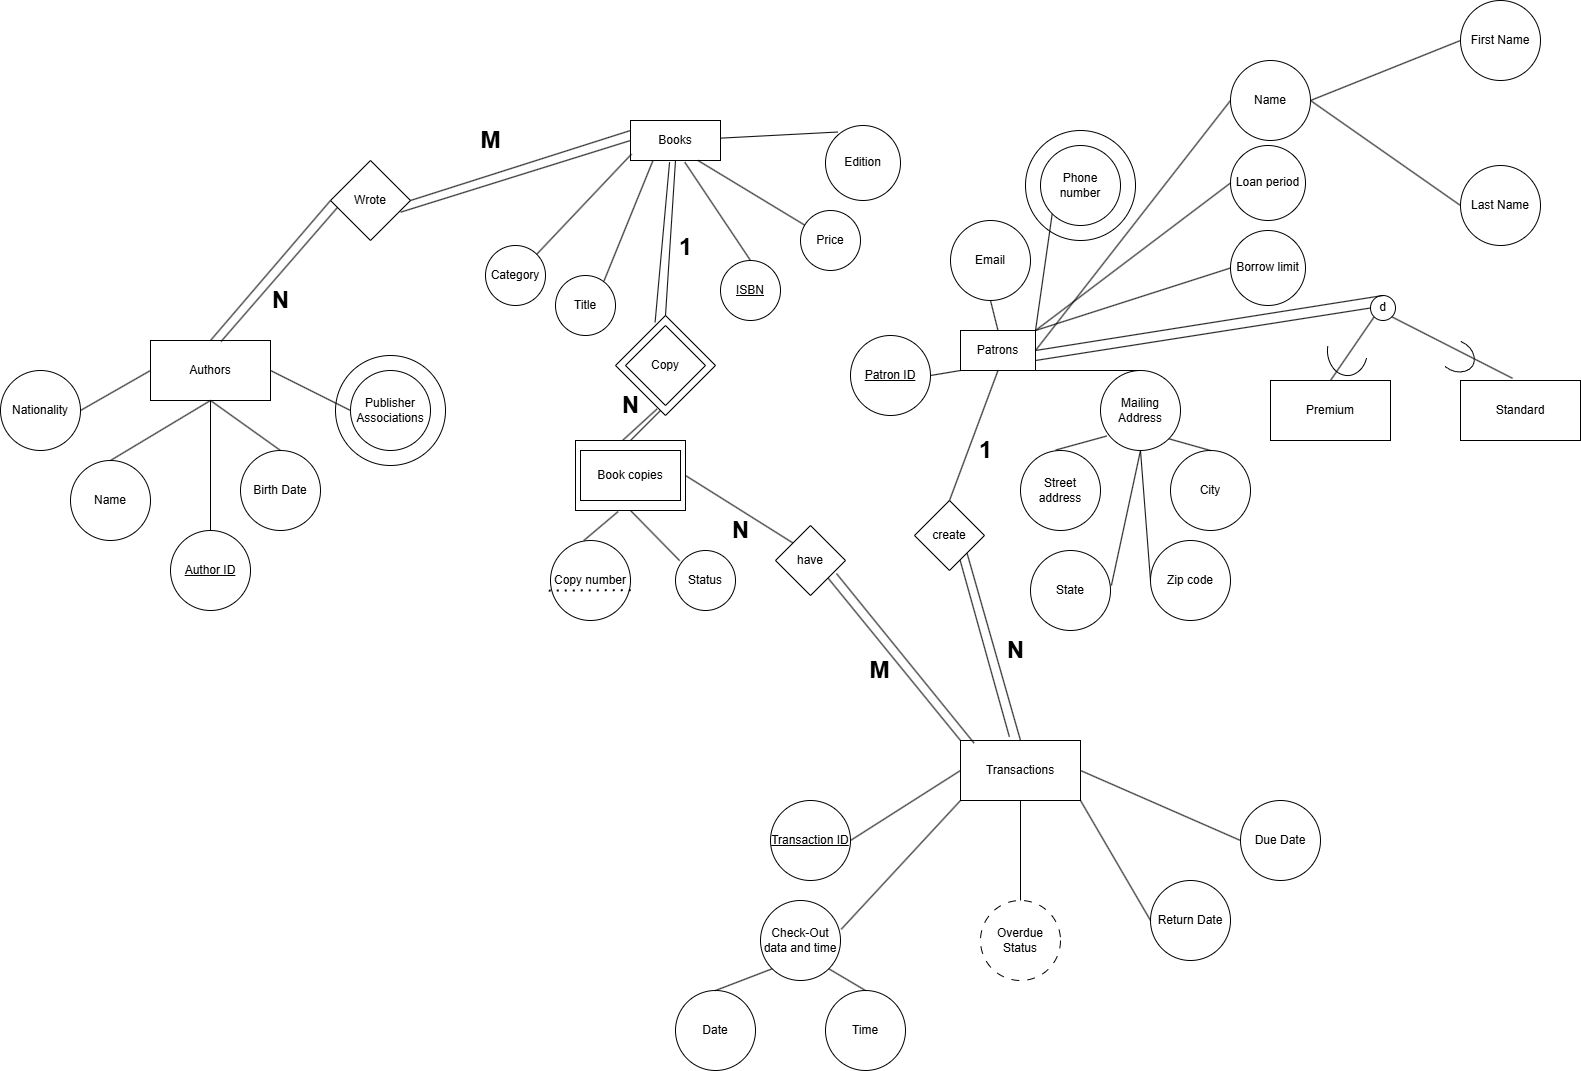 First Name
Name
M
Books
Edition
Phone
number
Loan period
Wrote
Last Name
Price
1
Email
Borrow limit
Category
Title
ISBN
N
d
Authors
Copy
Patrons
Patron ID
Nationality
Publisher
Associations
N
Mailing
Address
Premium
Standard
1
Book copies
Name
Birth Date
Street
address
City
N
create
have
Author ID
Copy number
Status
State
Zip code
M
N
Transactions
Transaction ID
Due Date
Check-Out
data and time
Overdue
Status
Return Date
Date
Time